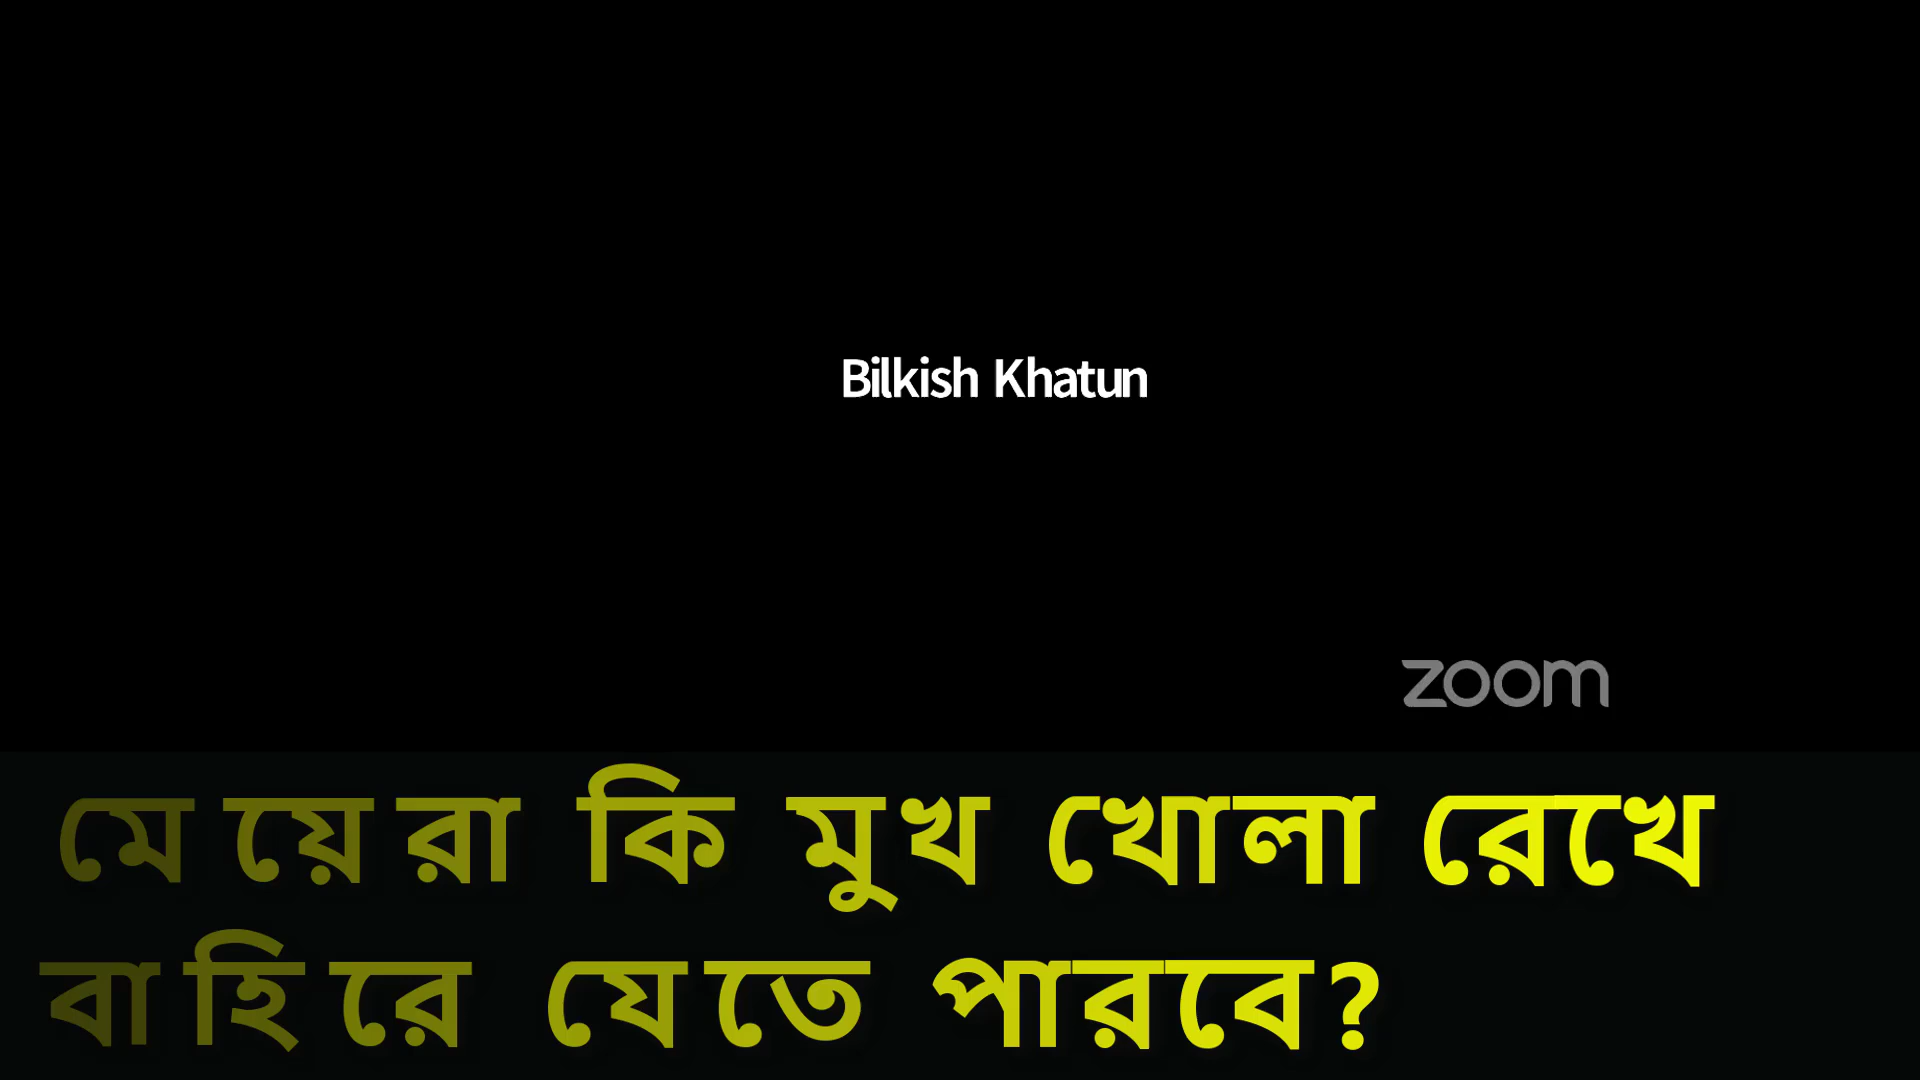 Bilkish Khatun
zoom
মেয়েরা কি মুখ খোলা রেখে
বাহিরে যেতে পারবে?